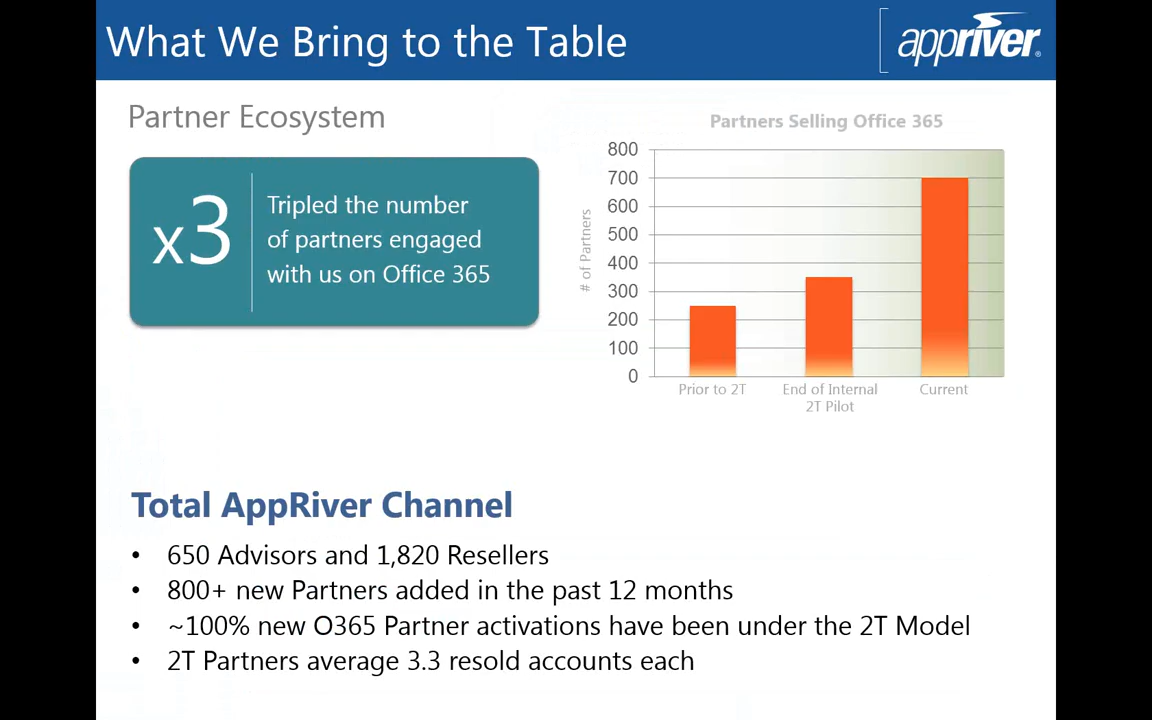 What We Bring to the Table
appriver®
Partner Ecosystem
x3
Tripled the number
of partners engaged
with us on Office 365
Partners Selling Office 365
# of Partners
800
700
600
500
400
300
200
100
0
Prior to 2T
End of Internal
2T Pilot
Current
Total AppRiver Channel
• 650 Advisors and 1,820 Resellers
• 800+ new Partners added in the past 12 months
• ~100% new O365 Partner activations have been under the 2T Model
• 2T Partners average 3.3 resold accounts each